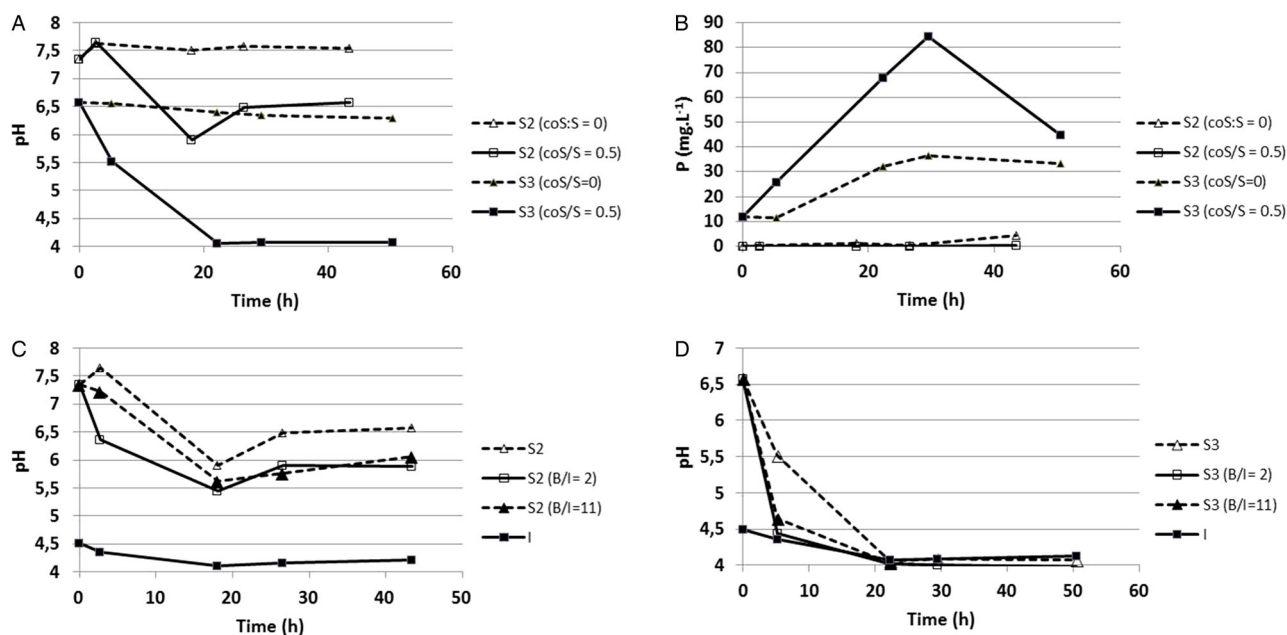 A
8
7,5
7
6,5
6
5,5
5
4,5
4
pH
0 20 40 60
Time (h)
S2 (coS:S = 0)
S2 (coS/S = 0.5)
S3 (coS/S=0)
S3 (coS/S = 0.5)
B
90
80
70
60
50
40
30
20
10
0
P (mg.L-1)
0 20 40 60
Time (h)
S2 (coS:S = 0)
S2 (coS/S = 0.5)
S3 (coS/S=0)
S3 (coS/S = 0.5)
C
8
7,5
7
6,5
6
5,5
5
4,5
4
pH
0 10 20 30 40 50
Time (h)
S2
S2 (B/I= 2)
S2 (B/I=11)
I
D
7
6,5
6
5,5
5
4,5
4
pH
0 10 20 30 40 50 60
Time (h)
S3
S3 (B/I= 2)
S3 (B/I=11)
I